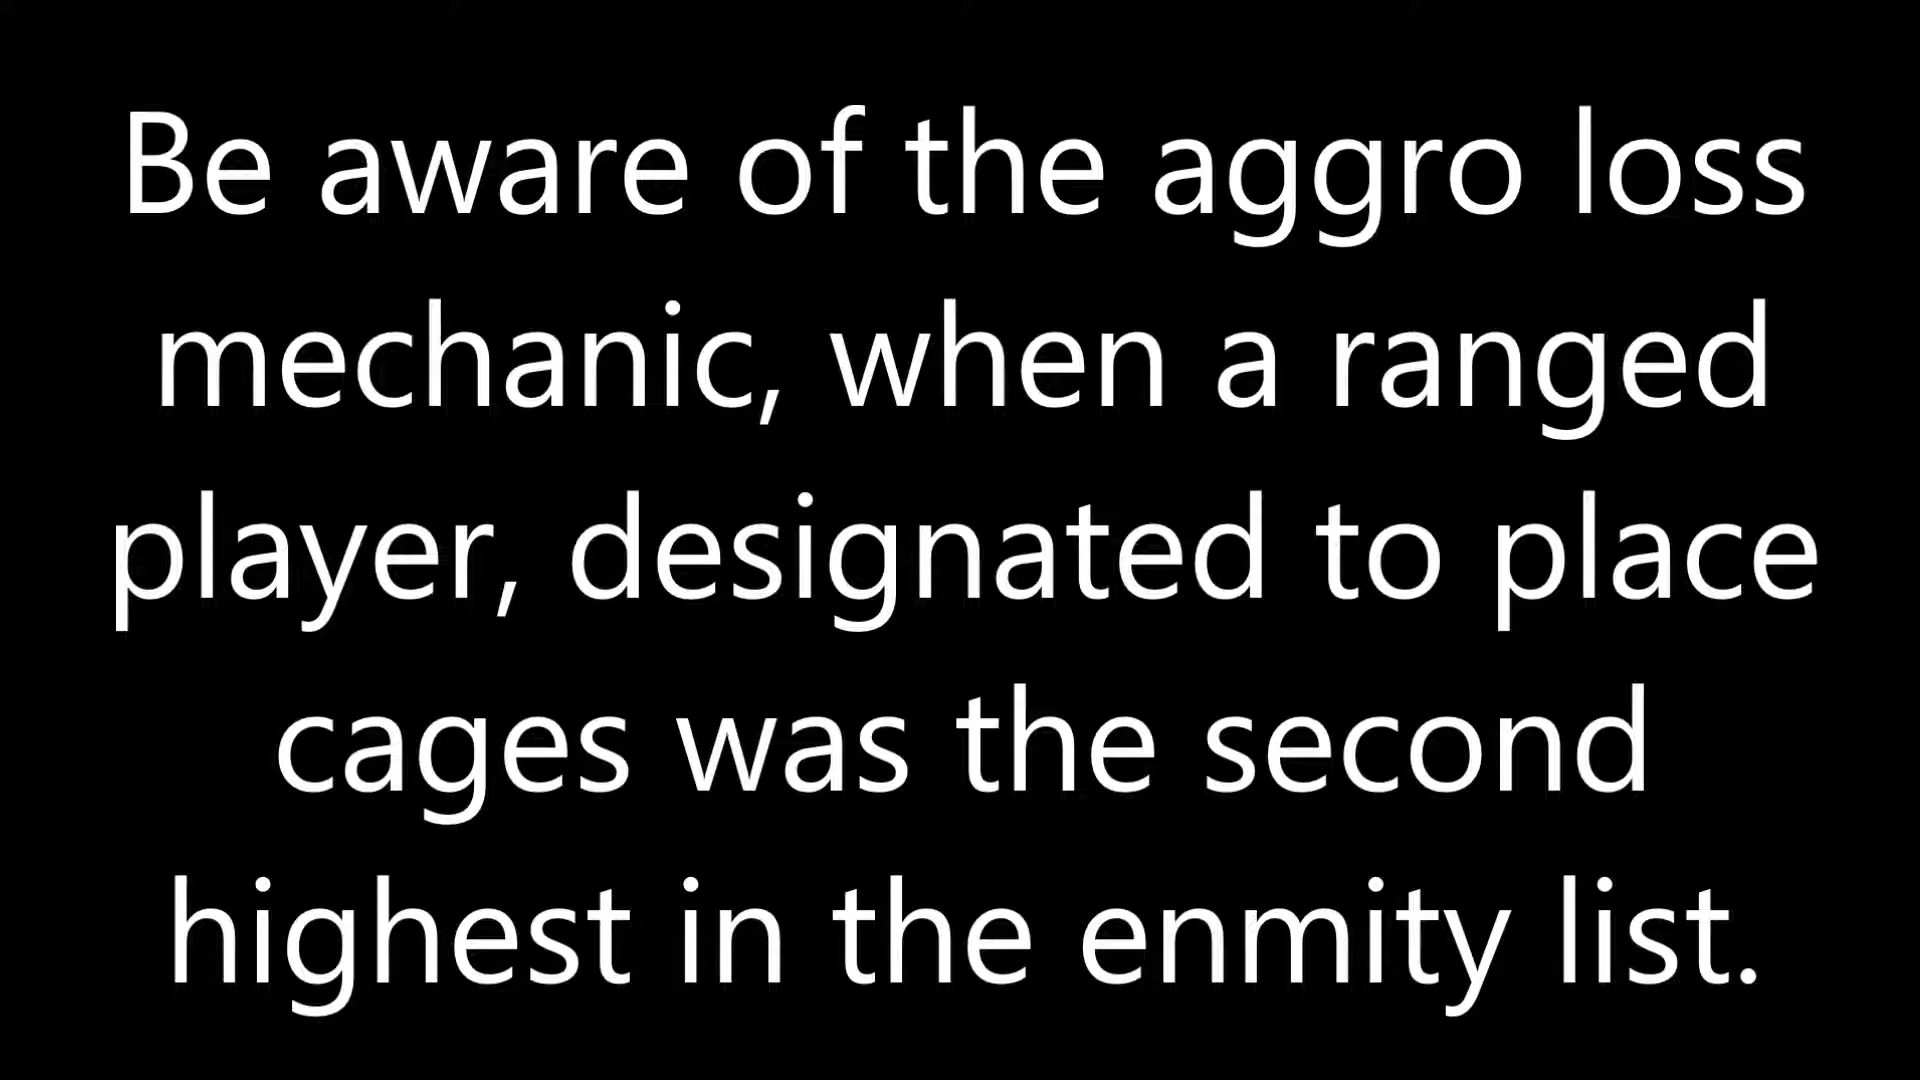 Be aware of the aggro loss
mechanic, when a ranged
player, designated to place
cages was the second
highest in the enmity list.